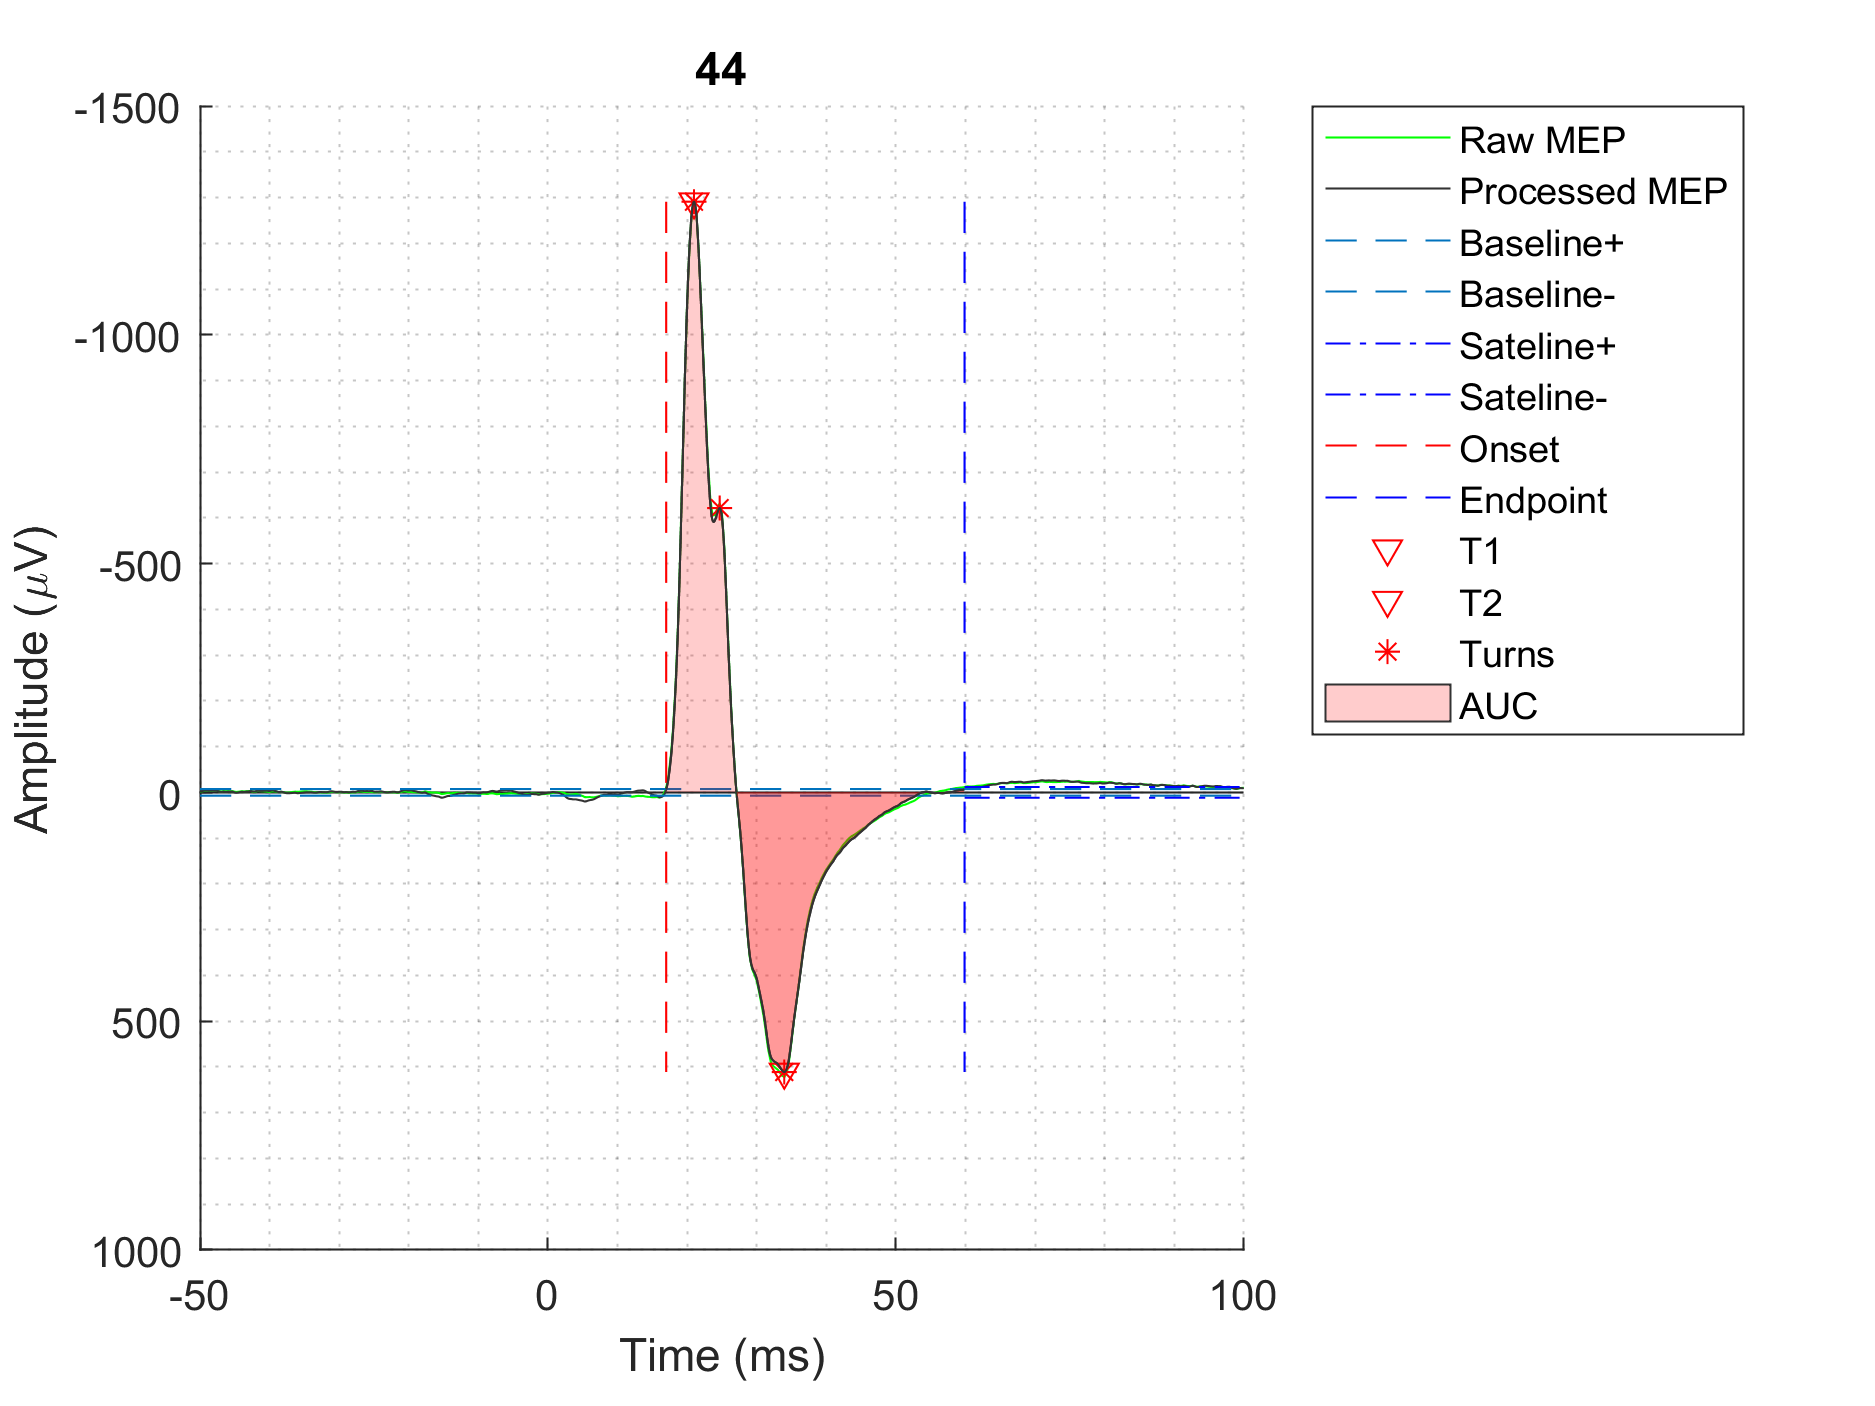 44
-1500
-1000
-500
0
500
1000
-50
0
50
100
Amplitude (μV)
Time (ms)
Raw MEP
Processed MEP
Baseline+
Baseline-
Sateline+
Sateline-
Onset
Endpoint
T1
T2
Turns
AUC